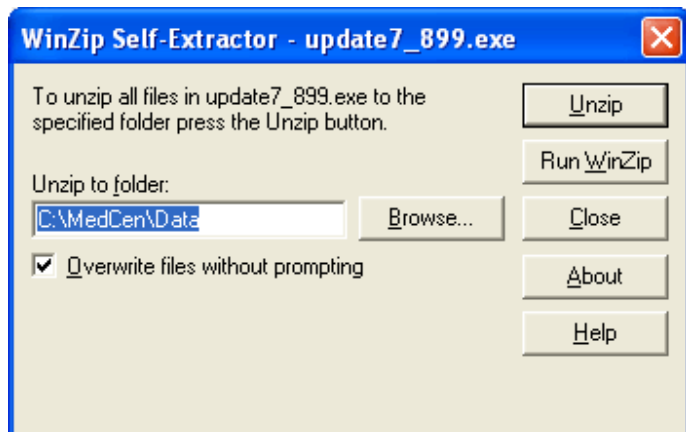 WinZip Self-Extractor - update7_899.exe
To unzip all files in update7_899.exe to the
specified folder press the Unzip button.
Unzip to folder:
C:\MedCen\Data
Browse...
Overwrite files without prompting
Unzip
Run WinZip
Close
About
Help